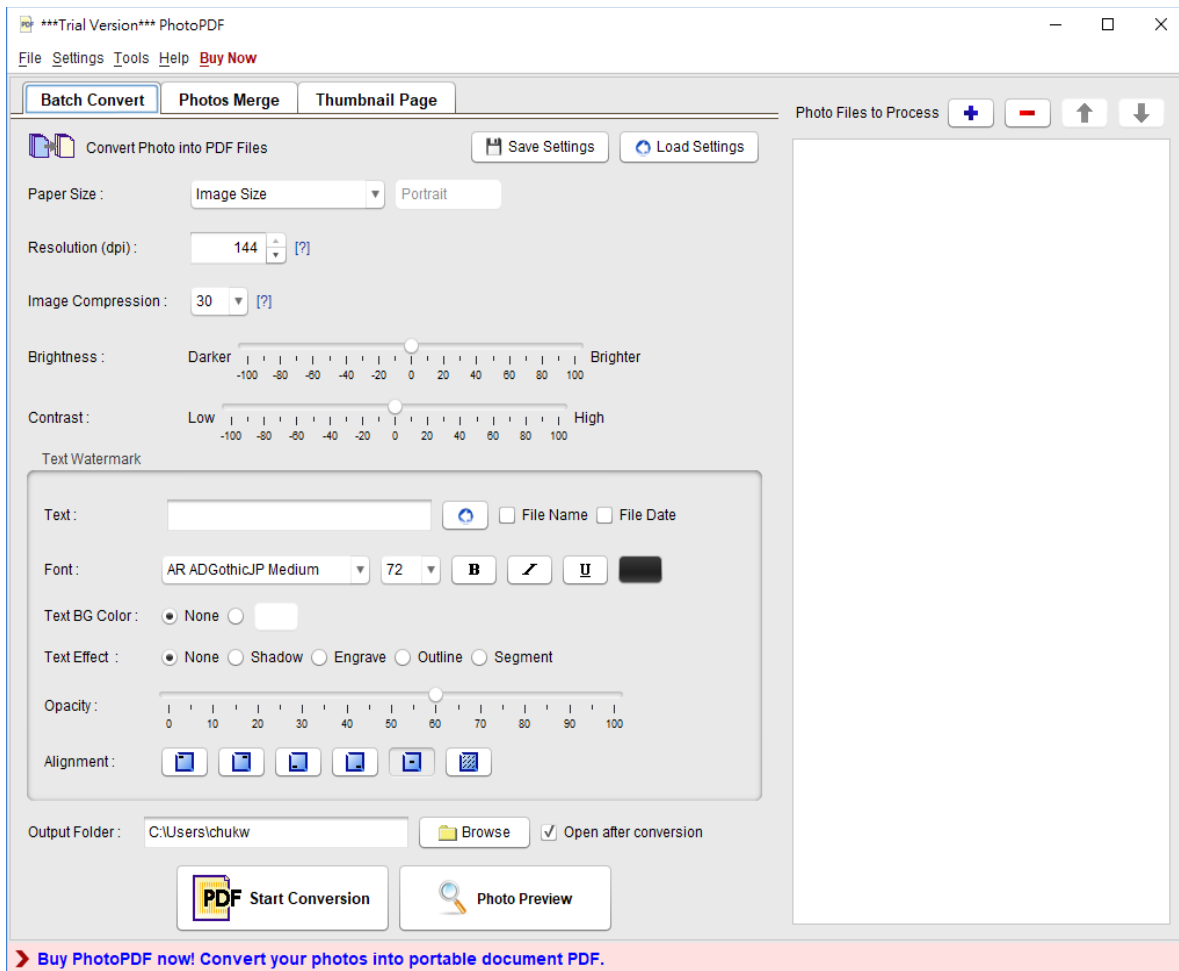 ***Trial Version*** PhotoPDF
File Settings Tools Help Buy Now
Batch Convert Photos Merge Thumbnail Page
Photo Files to Process
Convert Photo into PDF Files Save Settings Load Settings
Paper Size : Image Size Portrait
Resolution (dpi) : 144 [?]
Image Compression : 30 [?]
Brightness : Darker Brighter
-100 -80 -60 -40 -20 0 20 40 60 80 100
Contrast : Low High
-100 -80 -60 -40 -20 0 20 40 60 80 100
Text Watermark
Text : File Name File Date
Font : AR ADGothicJP Medium 72 B I U
Text BG Color : None
Text Effect : None Shadow Engrave Outline Segment
Opacity :
0 10 20 30 40 50 60 70 80 90 100
Alignment :
Output Folder : C:\Users\chukw Browse Open after conversion
PDF Start Conversion Photo Preview
Buy PhotoPDF now! Convert your photos into portable document PDF.